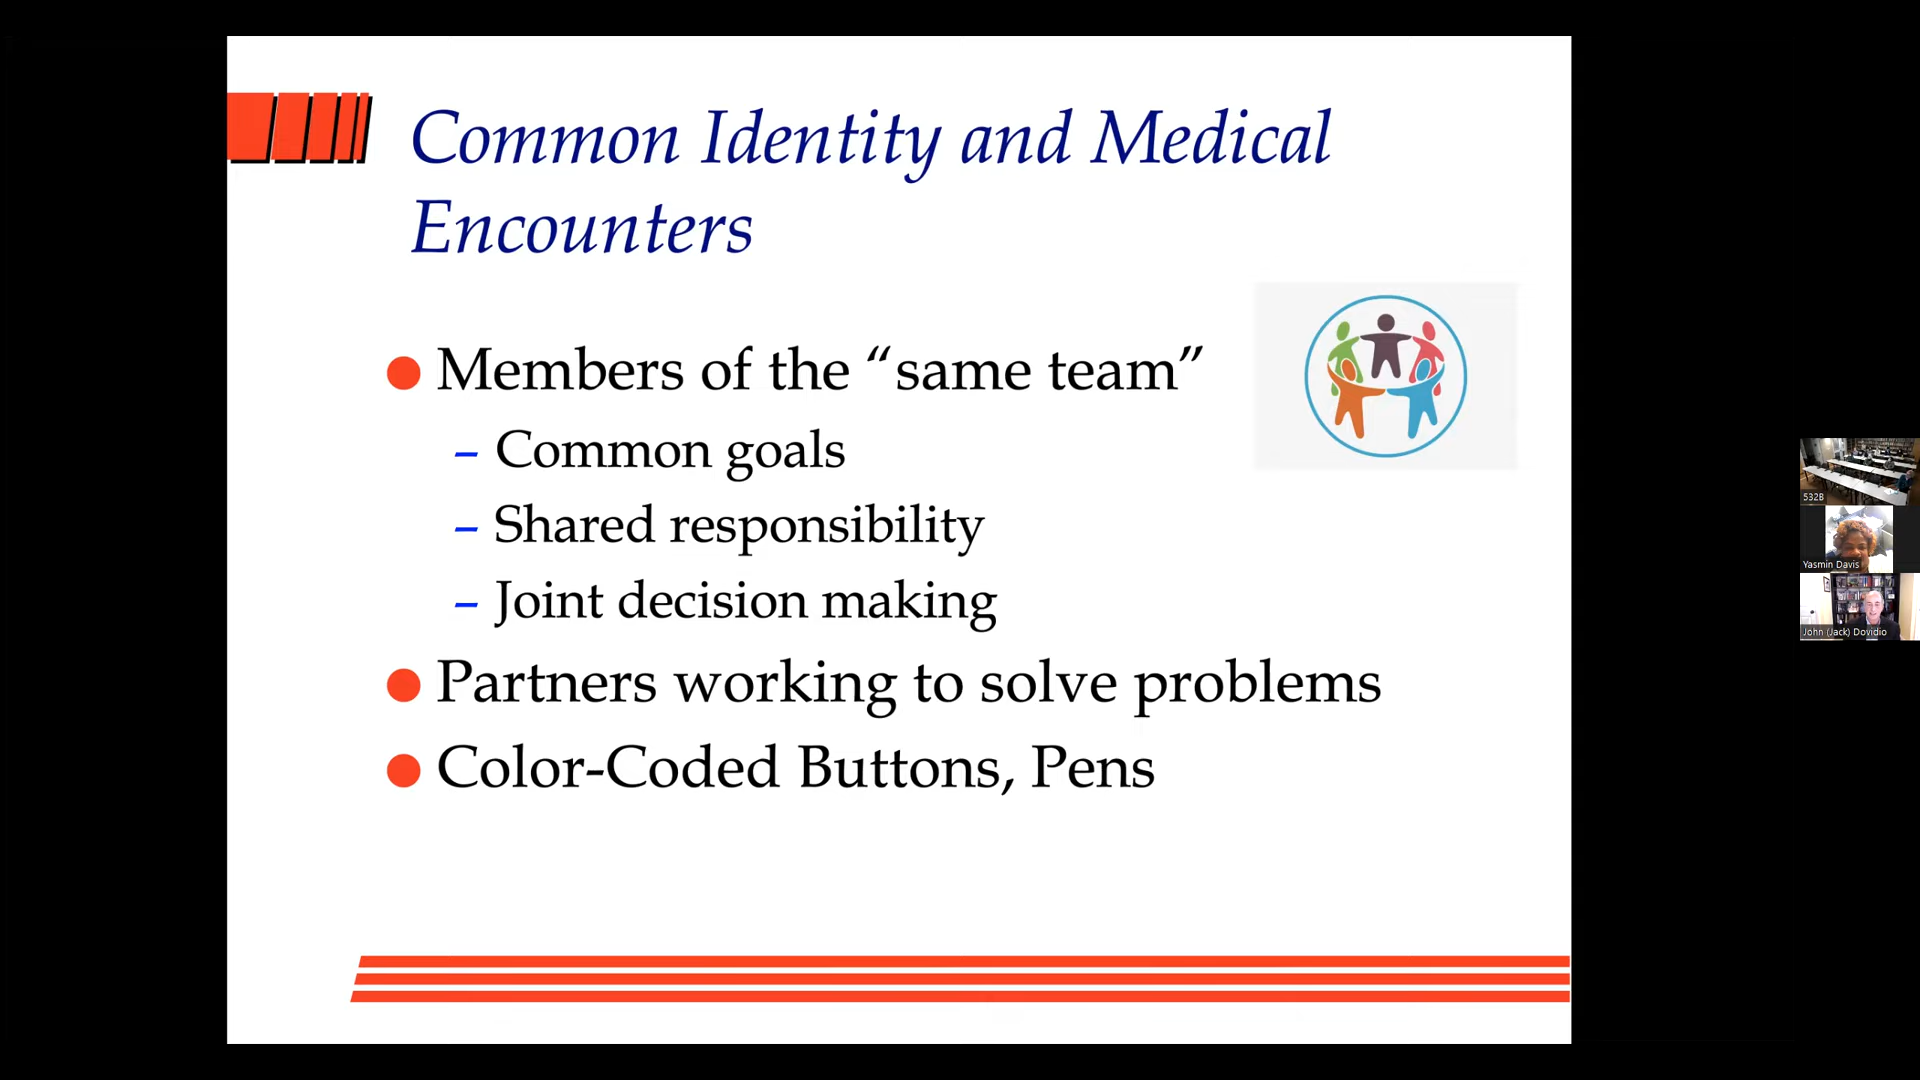 Common Identity and Medical
Encounters
Members of the “same team”
– Common goals
– Shared responsibility
– Joint decision making
Partners working to solve problems
Color-Coded Buttons, Pens
532B
Yasmin Davis
John (Jack) Dovidio